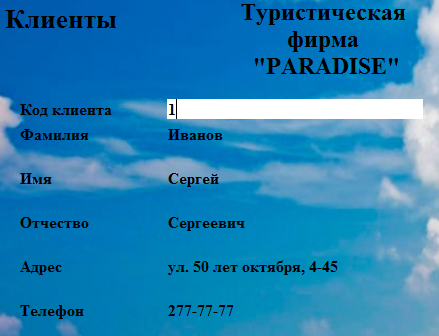 Клиенты
Туристическая
фирма
"PARADISE"
Код клиента 1
Фамилия Иванов
Имя Сергей
Отчество Сергеевич
Адрес ул. 50 лет октября, 4-45
Телефон 277-77-77